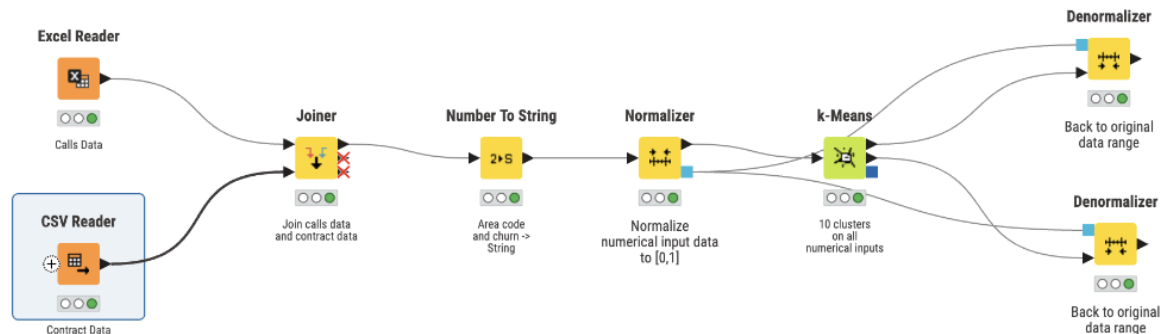 Excel Reader
Calls Data
CSV Reader
Contract Data
Joiner
Join calls data
and contract data
Number To String
2▸S
Area code
and churn ->
String
Normalizer
Normalize
numerical input data
to [0,1]
k-Means
10 clusters
on all
numerical inputs
Denormalizer
Back to original
data range
Denormalizer
Back to original
data range